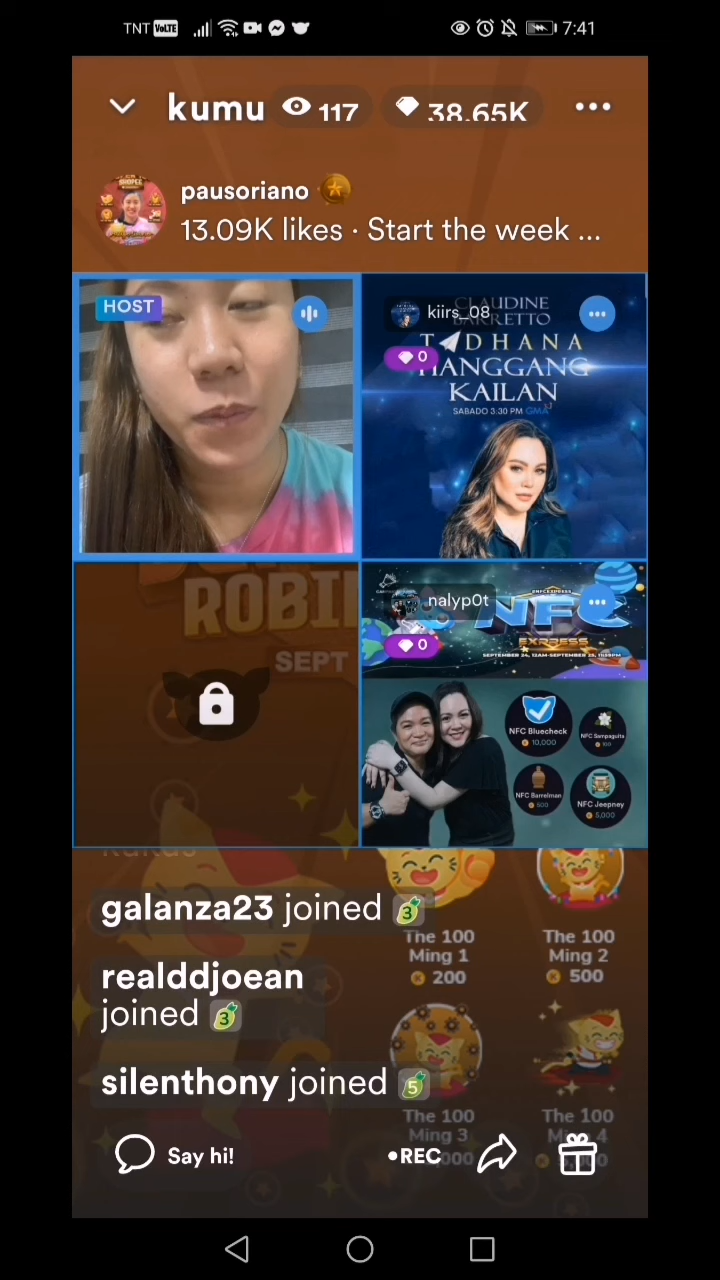 TNT VoLTE 7:41
kumu 117 38.65K
pausoriano
13.09K likes · Start the week ...
HOST
kiirs_08
CLAUDINE
BARRETTO
TADHANA
0
HANGGANG
KAILAN
SABADO 3:30 PM GMA
ROBI
SEPT
nalyp0t
NFC
0
EXPRESS
NFC Bluecheck
10,000
NFC Sampaguita
NFC Barrelman
500
NFC Jeepney
5,000
galanza23 joined 3
realddjoean
joined 3
silenthony joined 5
The 100
Ming 1
200
The 100
Ming 2
500
The 100
Ming 3
The 100
Ming 4
Say hi!
REC